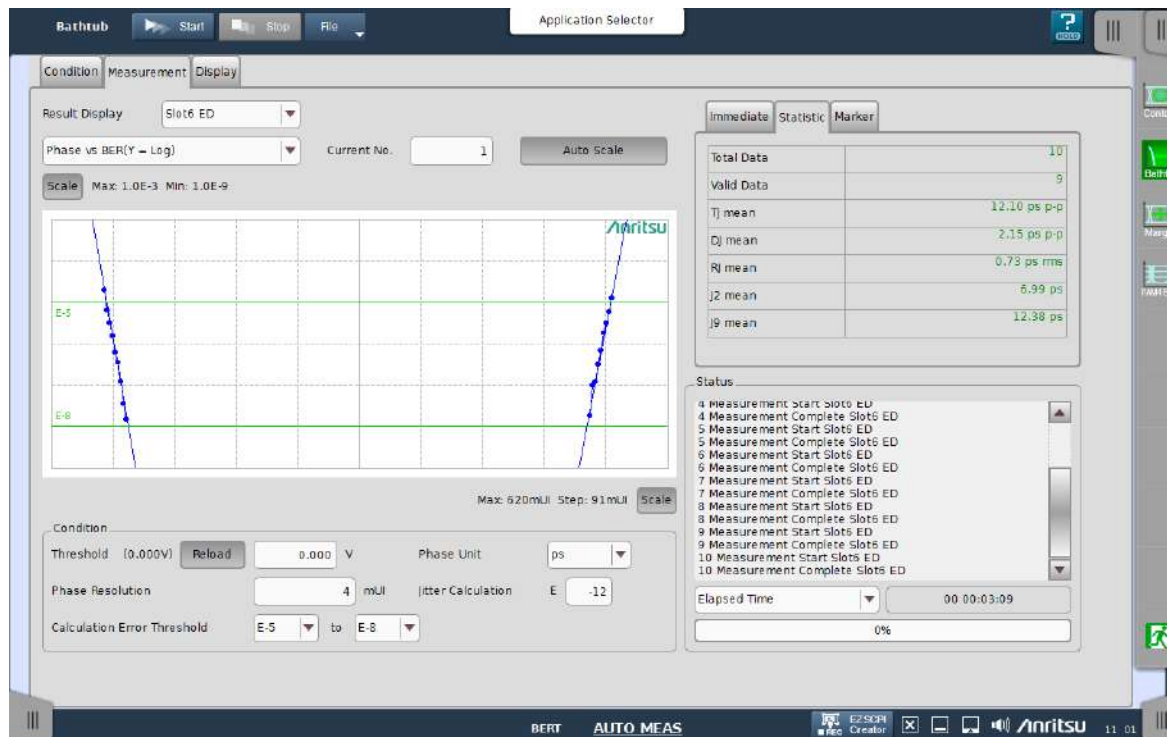 Bathtub Start Stop File Application Selector ?
HOLD
Condition Measurement Display
Result Display Slot6 ED
Phase vs BER(Y - Log) Current No. 1 Auto Scale
Scale Max: 1.0E-3 Min: 1.0E-9
Anritsu
E-5
E-8
Max: 620mUI Step: 91mUI Scale
Condition
Threshold (0.000V) Reload 0.000 V Phase Unit ps
Phase Resolution 4 mUI Jitter Calculation E -12
Calculation Error Threshold E-5 to E-8
Immediate Statistic Marker
Total Data 10
Valid Data 9
TJ mean 12.10 ps p-p
DJ mean 2.15 ps p-p
RJ mean 0.73 ps rms
J2 mean 6.99 ps
J9 mean 12.38 ps
Status
4 Measurement Start Slot6 ED
4 Measurement Complete Slot6 ED
5 Measurement Start Slot6 ED
5 Measurement Complete Slot6 ED
6 Measurement Start Slot6 ED
6 Measurement Complete Slot6 ED
7 Measurement Start Slot6 ED
7 Measurement Complete Slot6 ED
8 Measurement Start Slot6 ED
8 Measurement Complete Slot6 ED
9 Measurement Start Slot6 ED
9 Measurement Complete Slot6 ED
10 Measurement Start Slot6 ED
10 Measurement Complete Slot6 ED
Elapsed Time 00 00:03:09
0%
BERT AUTO MEAS REC EZSCPI Creator Anritsu 11 01